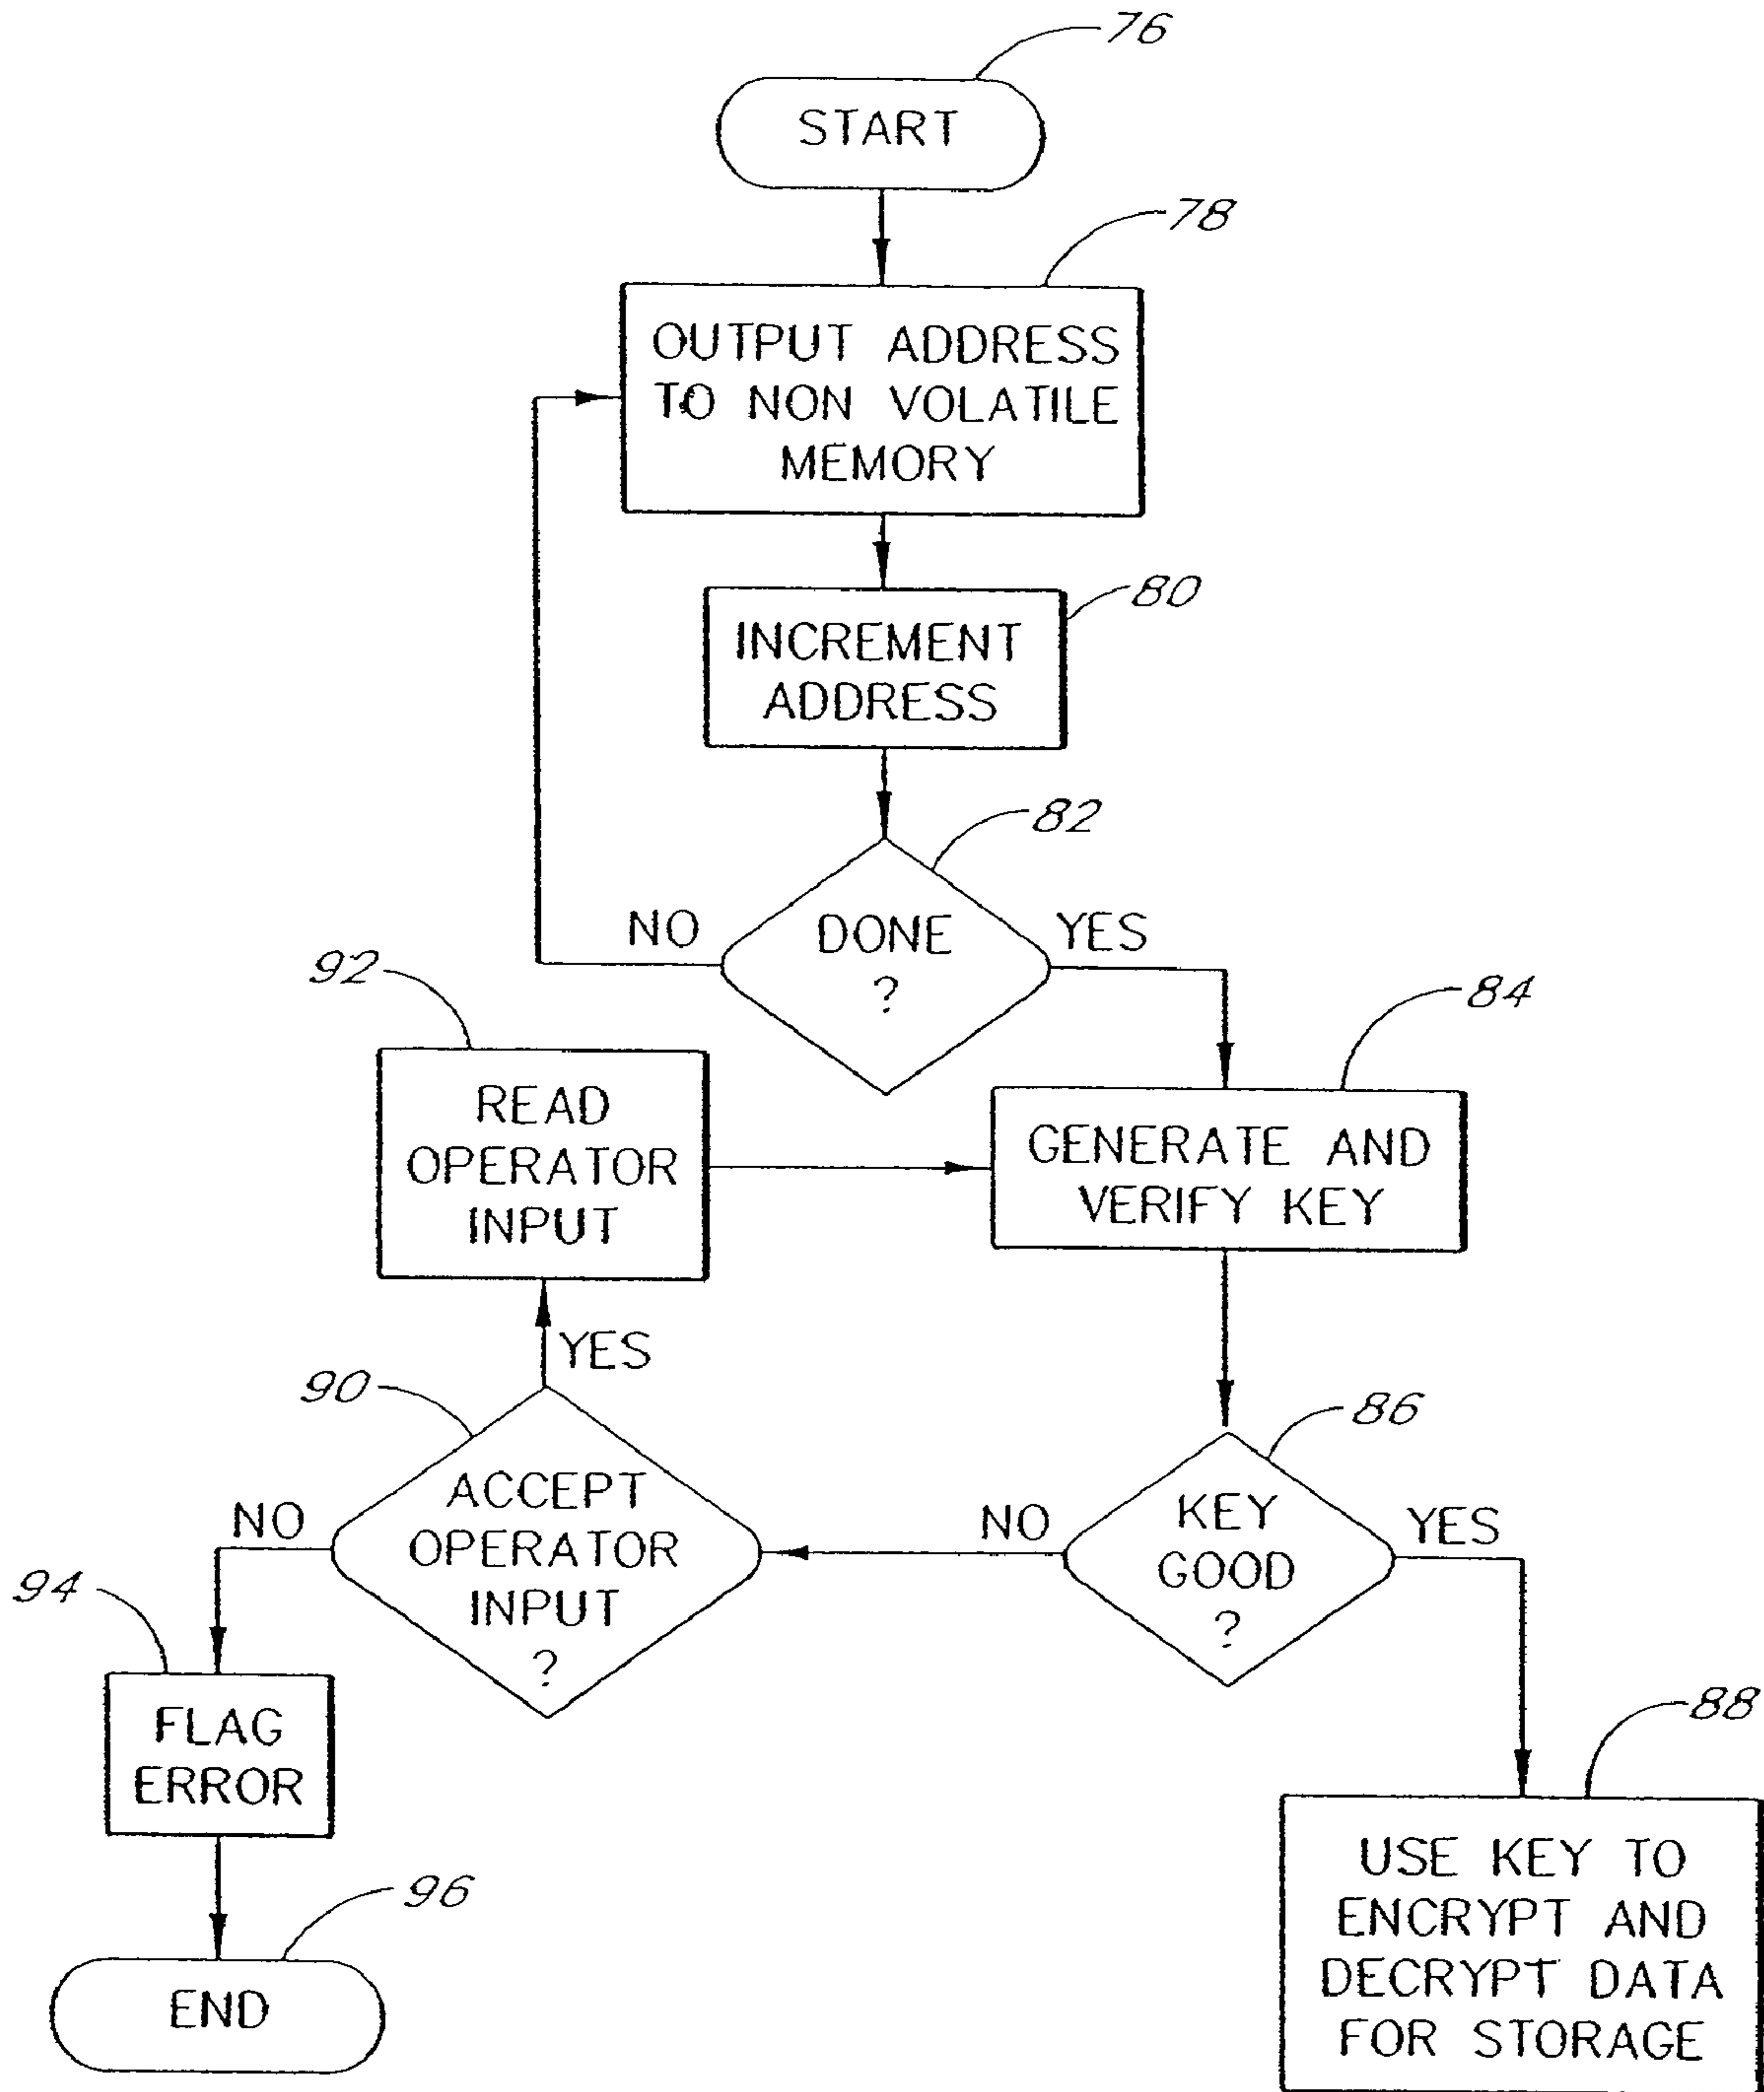 76
START
78
OUTPUT ADDRESS
TO NON VOLATILE
MEMORY
80
INCREMENT
ADDRESS
82
DONE
?
NO
YES
92
84
READ
OPERATOR
INPUT
GENERATE AND
VERIFY KEY
YES
90
86
ACCEPT
OPERATOR
INPUT
?
NO
NO
KEY
GOOD
?
YES
94
FLAG
ERROR
88
USE KEY TO
ENCRYPT AND
DECRYPT DATA
FOR STORAGE
96
END